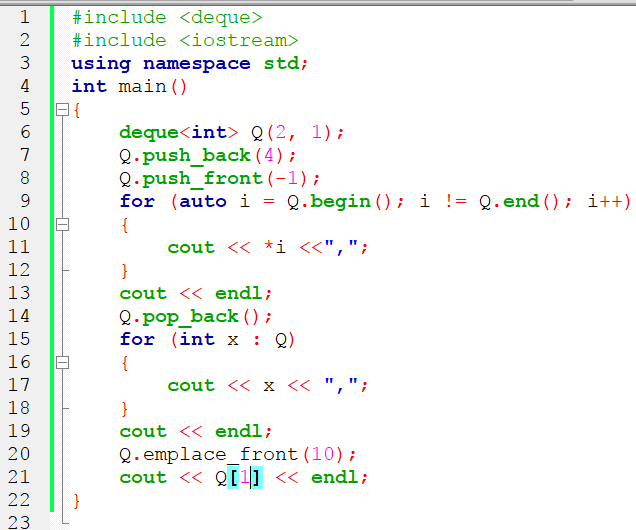 1 #include <deque>
2 #include <iostream>
3 using namespace std;
4 int main()
5 {
6 deque<int> Q(2, 1);
7 Q.push_back(4);
8 Q.push_front(-1);
9 for (auto i = Q.begin(); i != Q.end(); i++)
10 {
11 cout << *i <<",";
12 }
13 cout << endl;
14 Q.pop_back();
15 for (int x : Q)
16 {
17 cout << x << ",";
18 }
19 cout << endl;
20 Q.emplace_front(10);
21 cout << Q[1] << endl;
22 }
23